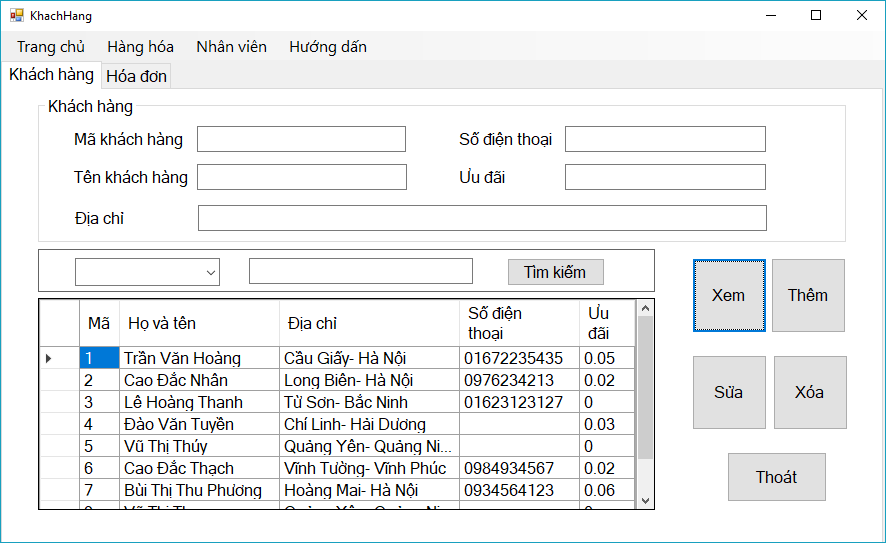 KhachHang
Trang chủ Hàng hóa Nhân viên Hướng dấn
Khách hàng Hóa đơn
Khách hàng
Mã khách hàng Số điện thoại
Tên khách hàng Ưu đãi
Địa chỉ
Tìm kiếm
Xem Thêm
Mã Họ và tên Địa chỉ Số điện thoại Ưu đãi
1 Trần Văn Hoàng Cầu Giấy- Hà Nội 01672235435 0.05
2 Cao Đắc Nhân Long Biên- Hà Nội 0976234213 0.02
3 Lê Hoàng Thanh Từ Sơn- Bắc Ninh 01623123127 0
4 Đào Văn Tuyền Chí Linh- Hải Dương 0.03
5 Vũ Thị Thúy Quảng Yên- Quảng Ni... 0
6 Cao Đắc Thạch Vĩnh Tường- Vĩnh Phúc 0984934567 0.02
7 Bùi Thị Thu Phương Hoàng Mai- Hà Nội 0934564123 0.06
Sửa Xóa
Thoát